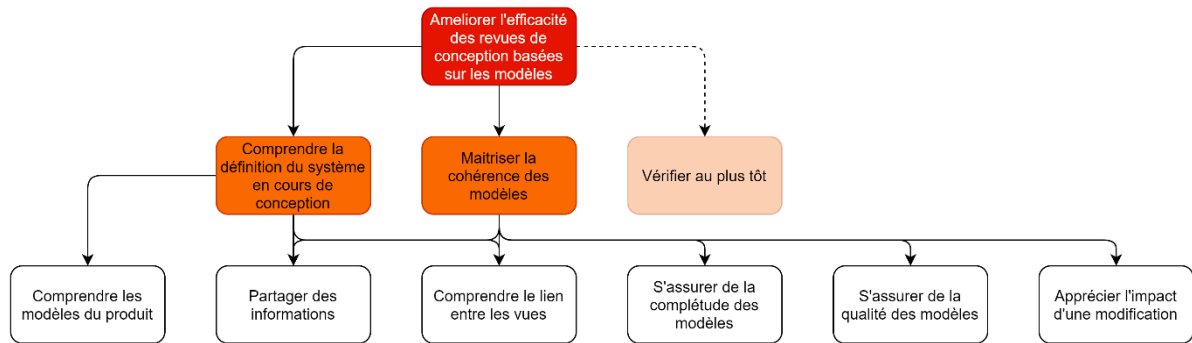 Ameliorer l'efficacité
des revues de
conception basées
sur les modèles
Comprendre la
définition du système
en cours de
conception
Maitriser la
cohérence des
modèles
Vérifier au plus tôt
Comprendre les
modèles du produit
Partager des
informations
Comprendre le lien
entre les vues
S'assurer de la
complétude des
modèles
S'assurer de la
qualité des modèles
Apprécier l'impact
d'une modification